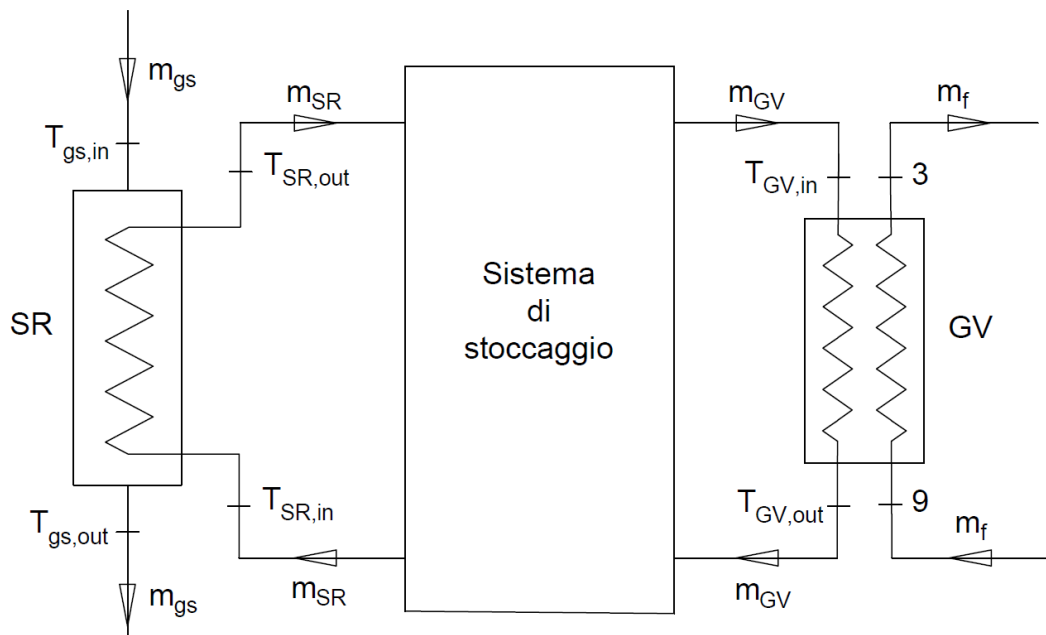 m_gs
T_gs,in
SR
T_gs,out
m_gs
m_SR
T_SR,out
T_SR,in
m_SR
Sistema
di
stoccaggio
m_GV
T_GV,in
T_GV,out
m_GV
m_f
3
GV
9
m_f